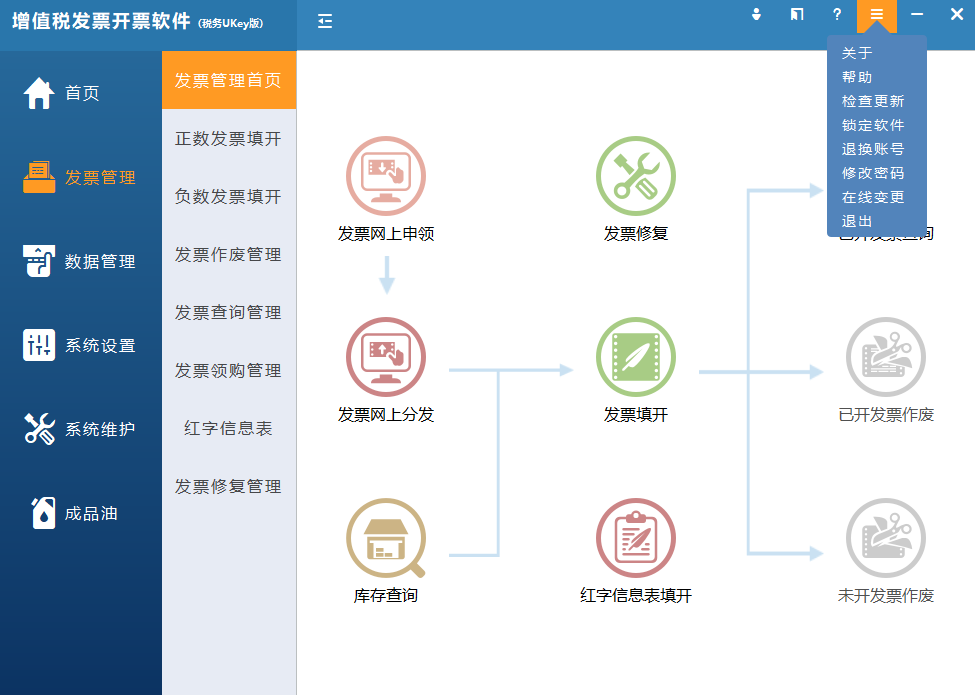 增值税发票开票软件 (税务UKey版)
?
关于
帮助
检查更新
锁定软件
退换账号
修改密码
在线变更
退出
首页
发票管理
数据管理
系统设置
系统维护
成品油
发票管理首页
正数发票填开
负数发票填开
发票作废管理
发票查询管理
发票领购管理
红字信息表
发票修复管理
发票网上申领
发票修复
已开发票查询
发票网上分发
发票填开
已开发票作废
库存查询
红字信息表填开
未开发票作废